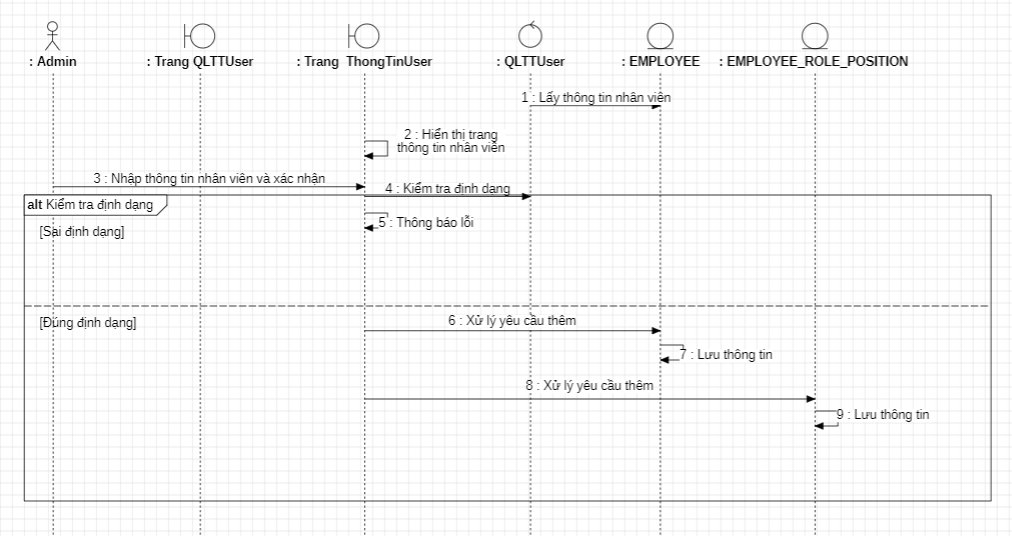 : Admin
: Trang QLTTUser
: Trang ThongTinUser
: QLTTUser
: EMPLOYEE
: EMPLOYEE_ROLE_POSITION
1 : Lấy thông tin nhân viên
2 : Hiển thị trang
thông tin nhân viên
3 : Nhập thông tin nhân viên và xác nhận
4 : Kiểm tra định dạng
alt Kiểm tra định dạng
5 : Thông báo lỗi
[Sai định dạng]
[Đúng định dạng]
6 : Xử lý yêu cầu thêm
7 : Lưu thông tin
8 : Xử lý yêu cầu thêm
9 : Lưu thông tin